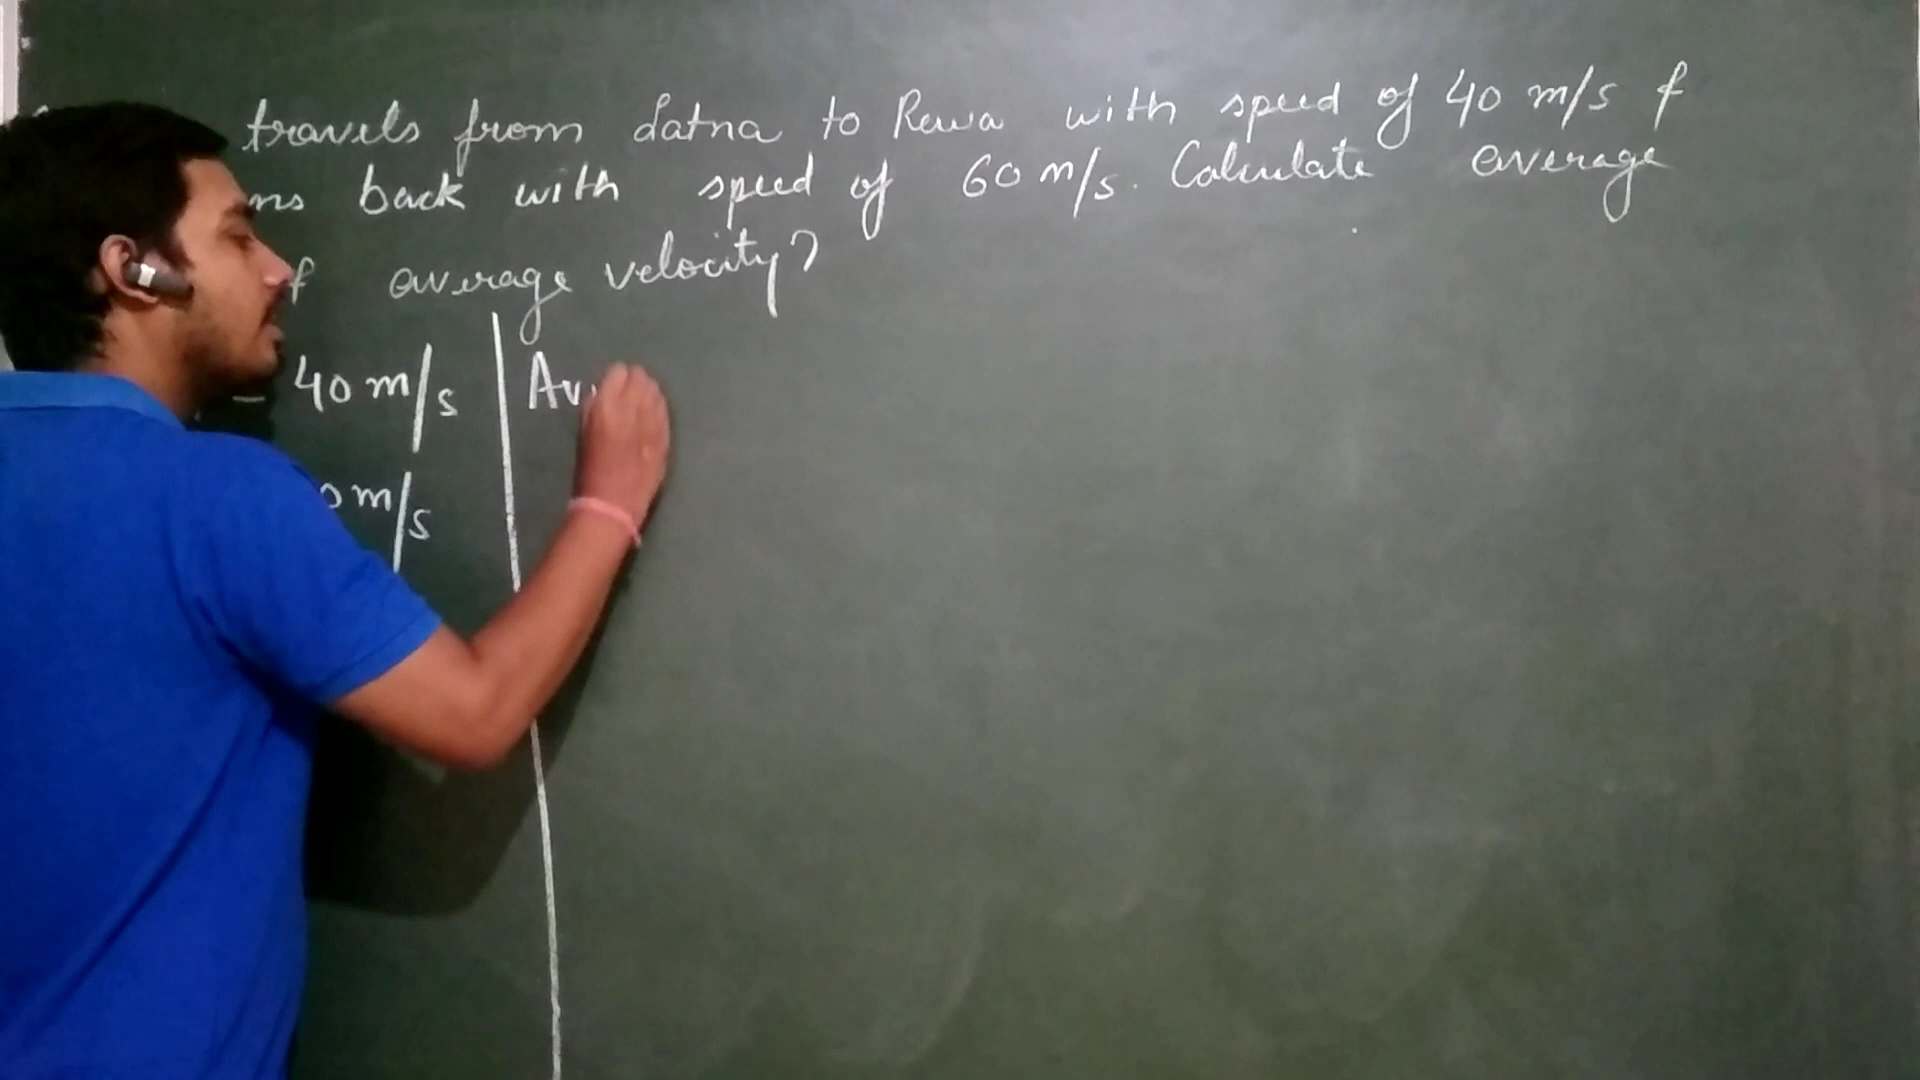 travels from Satna to Rewa with speed of 40 m/s &
ns back with speed of 60 m/s. Calculate average
& average velocity?
= 40 m/s
0 m/s
Av